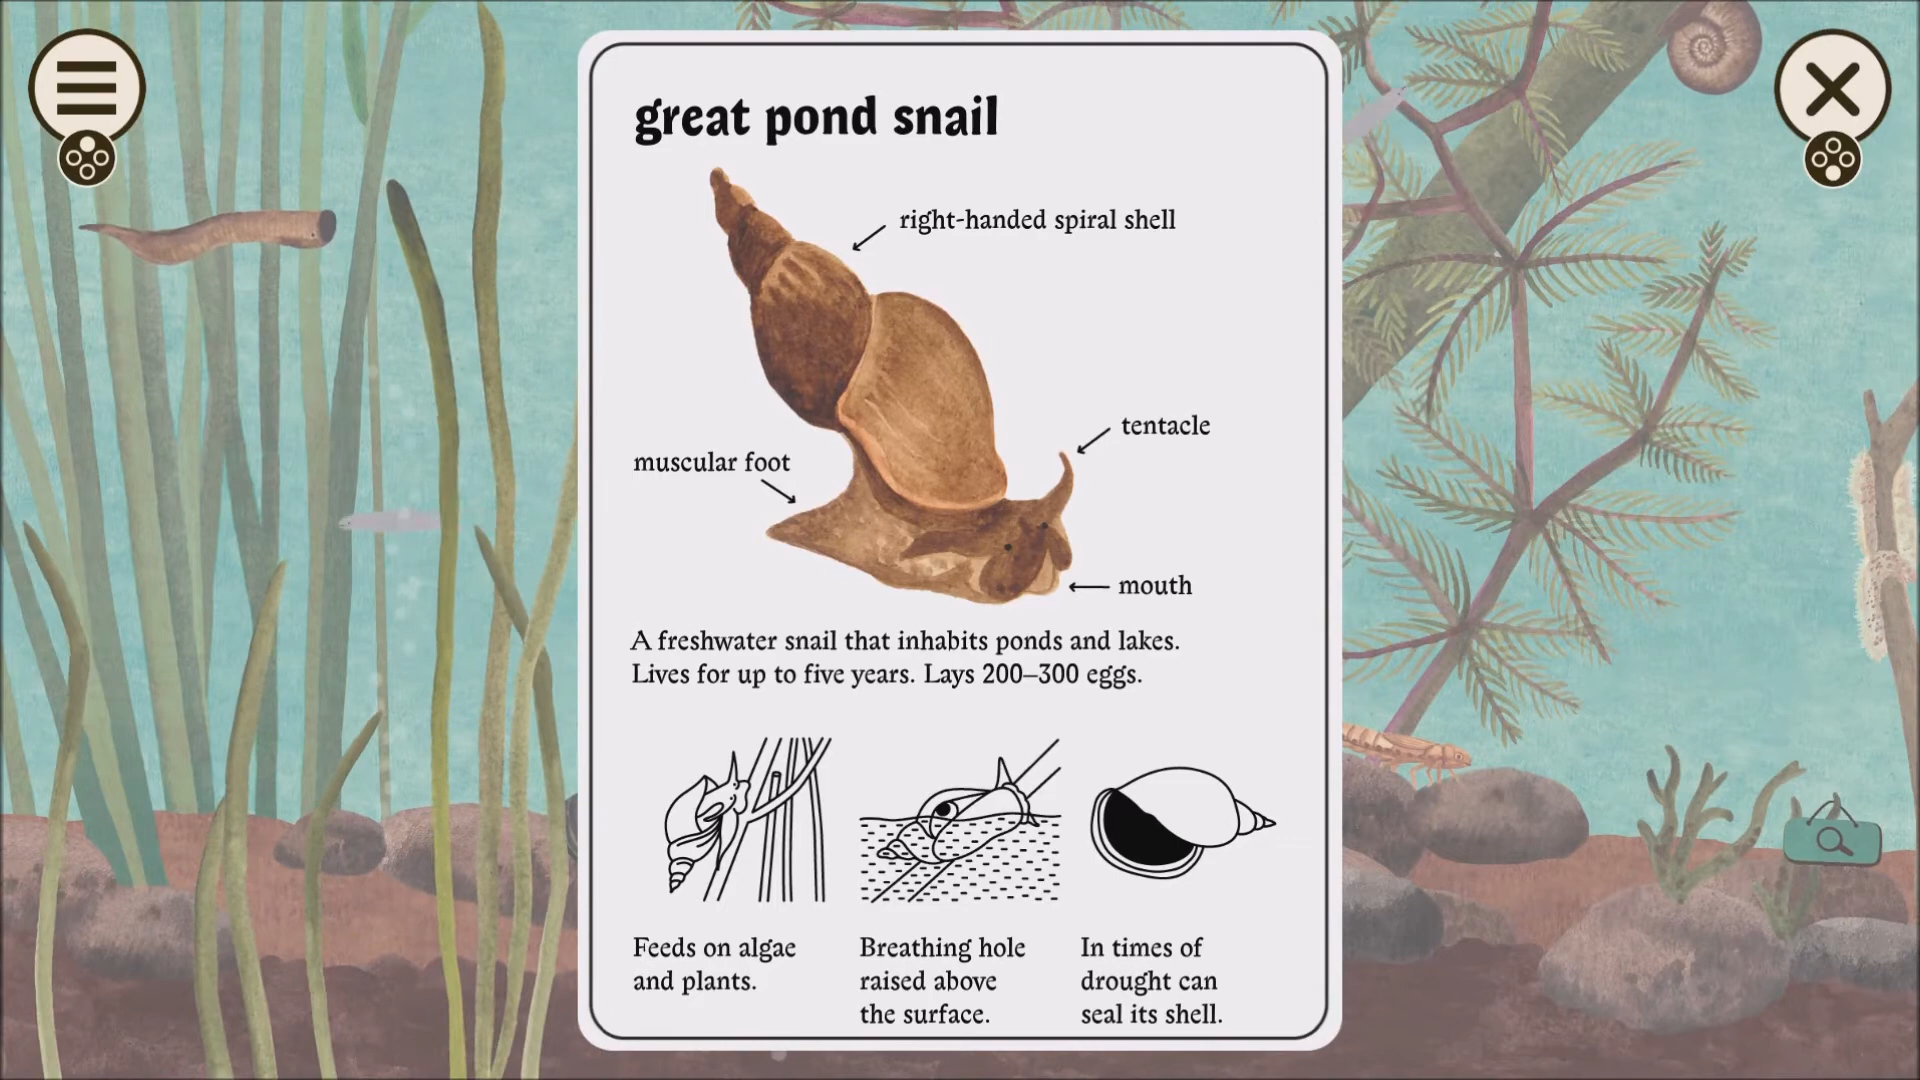 great pond snail
right-handed spiral shell
tentacle
muscular foot
mouth
A freshwater snail that inhabits ponds and lakes.
Lives for up to five years. Lays 200–300 eggs.
Feeds on algae
and plants.
Breathing hole
raised above
the surface.
In times of
drought can
seal its shell.